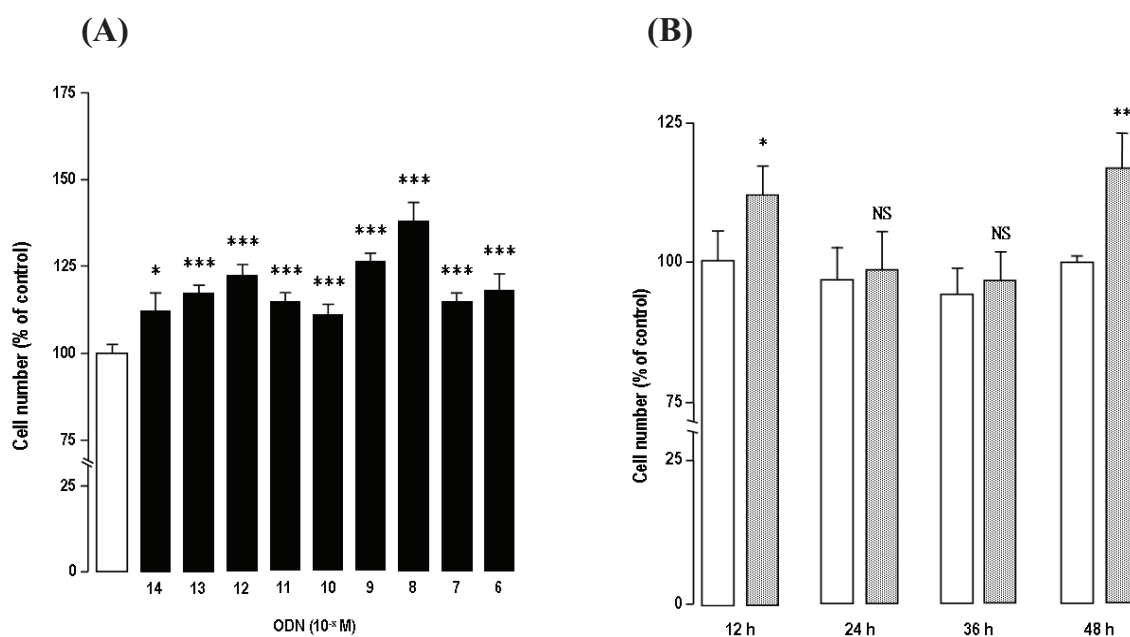 (A)
Cell number (% of control)
175
150
125
100
75
25
0
*
***
***
***
***
***
***
***
***
14 13 12 11 10 9 8 7 6
ODN (10⁻ˣ M)
(B)
Cell number (% of control)
125
100
75
25
0
*
NS
NS
**
12 h 24 h 36 h 48 h